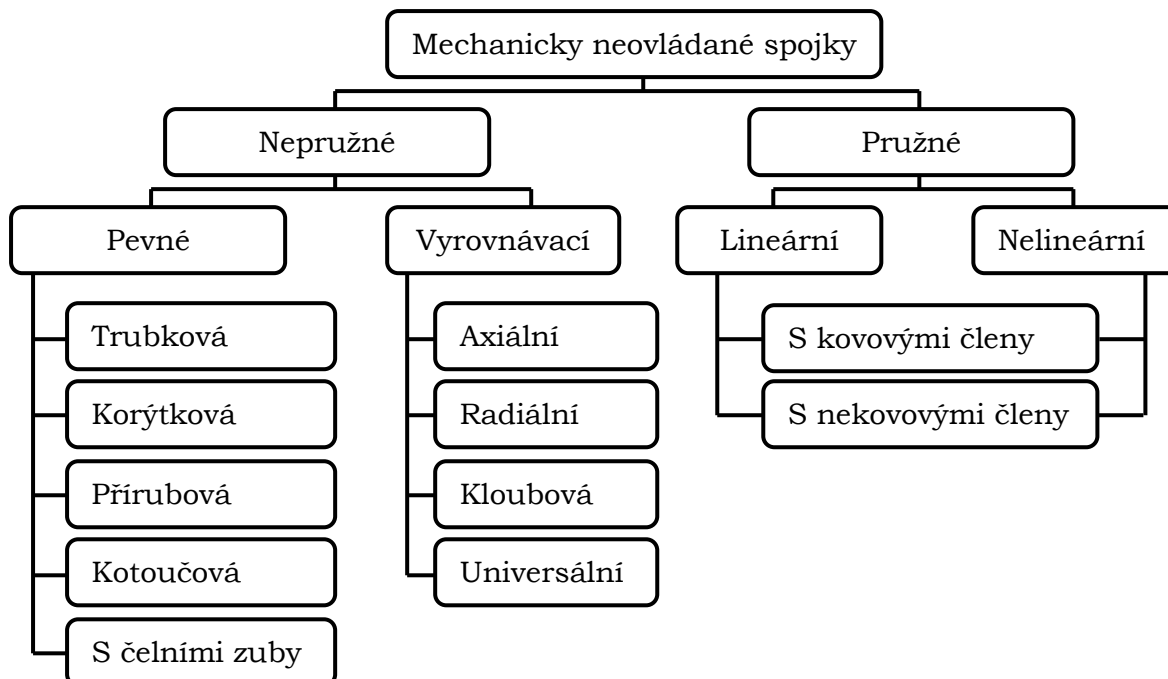 Mechanicky neovládané spojky
Nepružné
Pružné
Pevné
Vyrovnávací
Lineární
Nelineární
Trubková
Korýtková
Přírubová
Kotoučová
S čelními zuby
Axiální
Radiální
Kloubová
Universální
S kovovými členy
S nekovovými členy